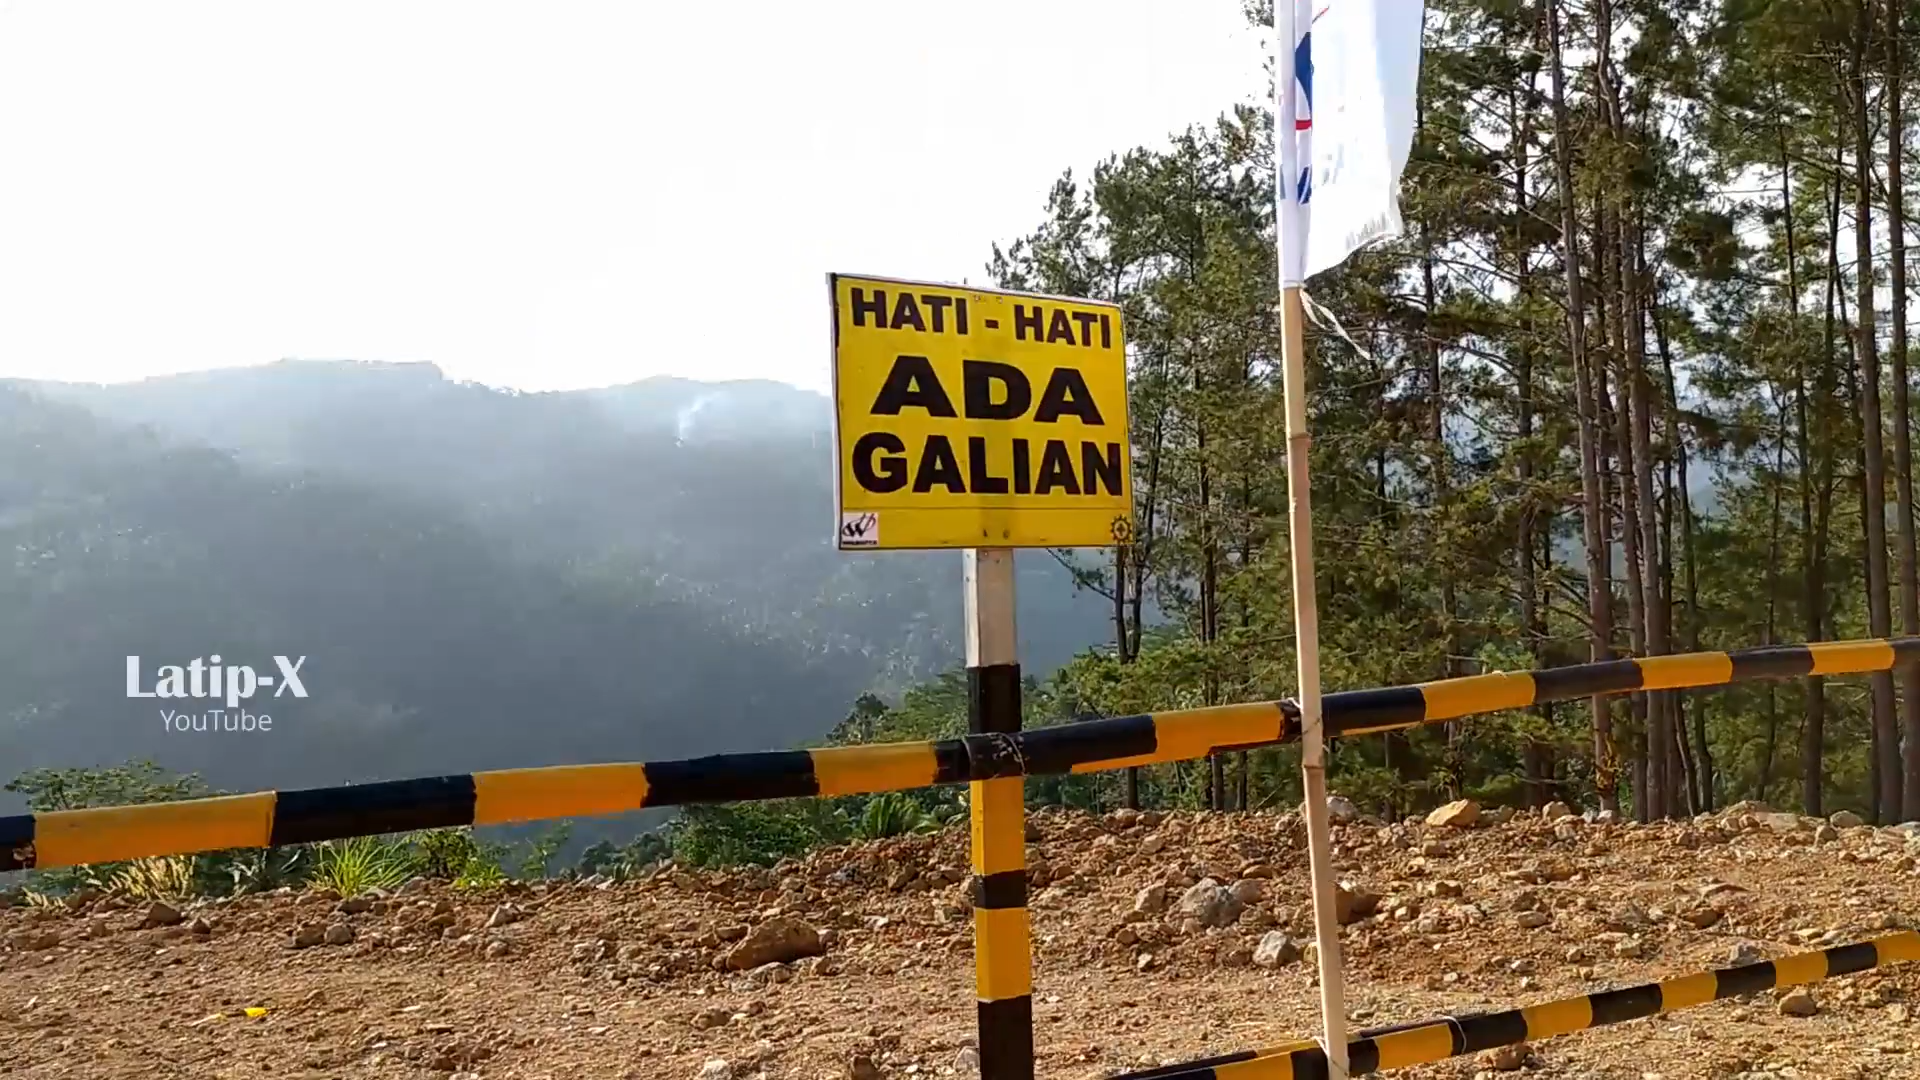 HATI - HATI
ADA
GALIAN
Latip-X
YouTube